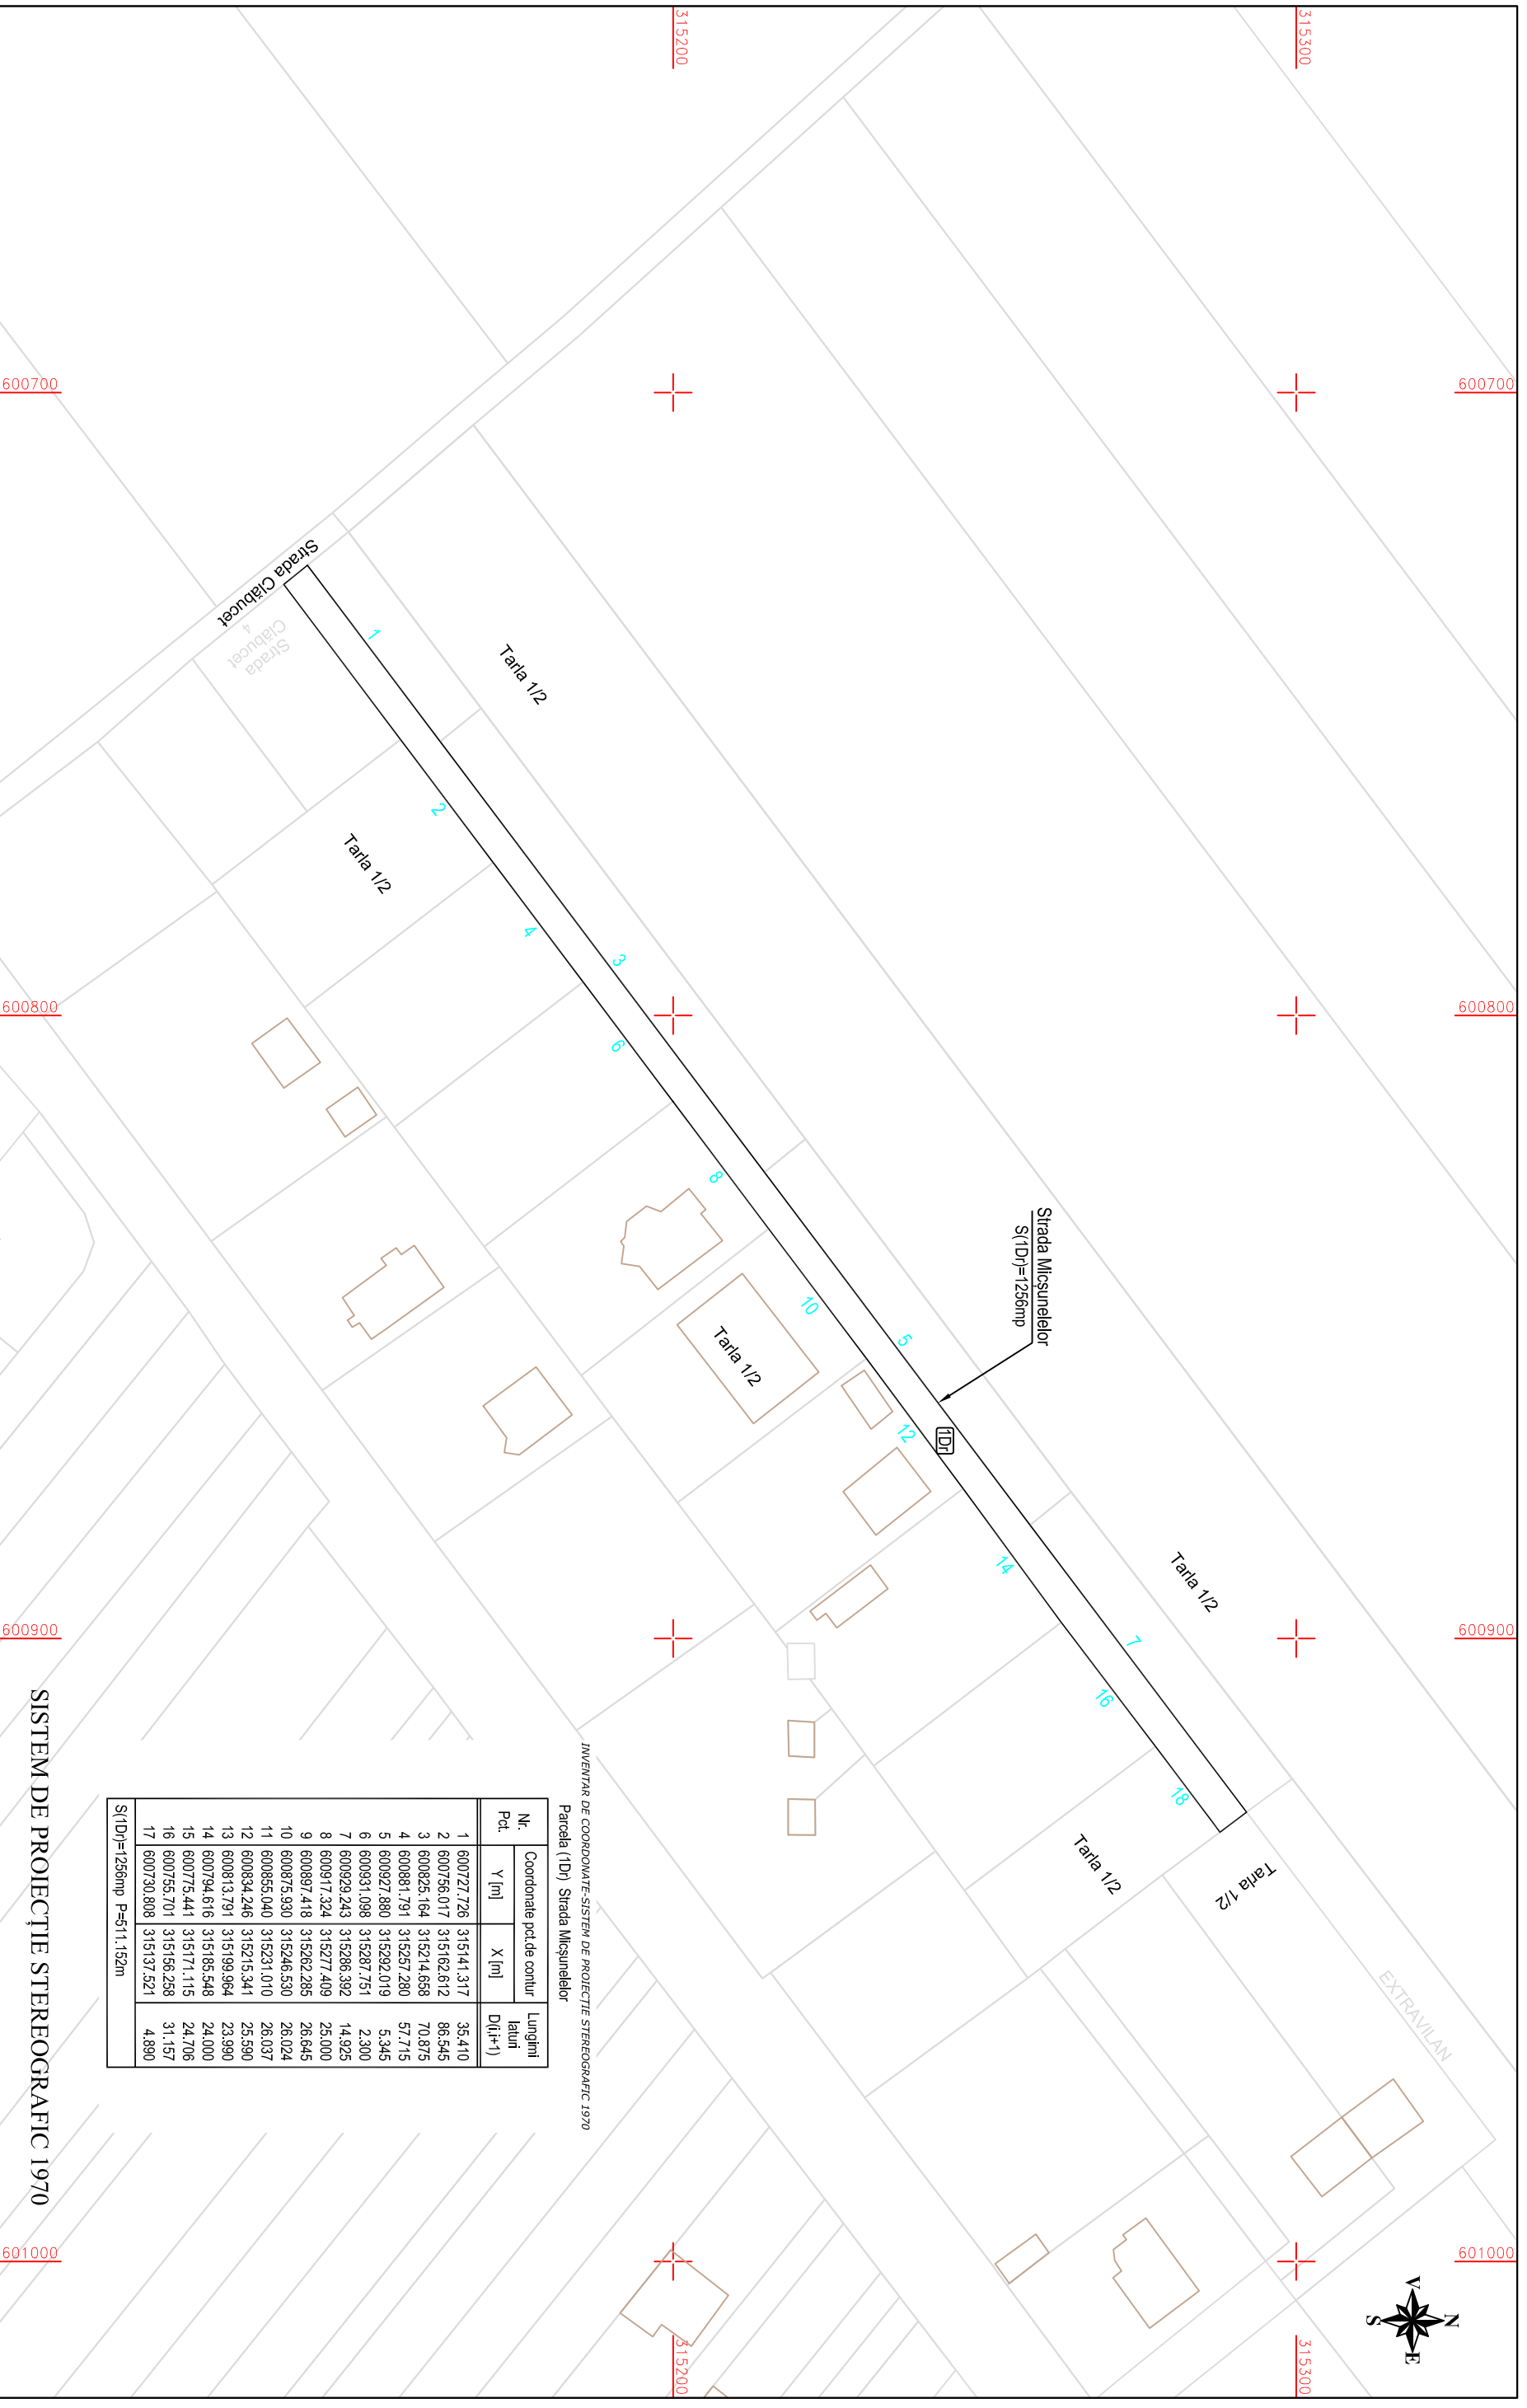 315200
315300
600700
600700
Strada Clăbucet
Strada
Clăbucet
4
1
Tarla 1/2
2
Tarla 1/2
4
3
600800
600800
6
8
Strada Micșunelelor
S(1Dr)=1256mp
10
5
Tarla 1/2
12
1Dr
14
Tarla 1/2
7
600900
600900
16
18
Tarla 1/2
Tarla 1/2
EXTRAVILAN
INVENTAR DE COORDONATE-SISTEM DE PROIECȚIE STEREOGRAFIC 1970
Parcela (1Dr) Strada Micșunelelor
Nr. Pct. Coordonate pct.de contur Lungimi laturi
Y [m] X [m] D(i,i+1)
1 600727.726 315141.317 35.410
2 600756.017 315162.612 86.545
3 600825.164 315214.658 70.875
4 600881.791 315257.280 57.715
5 600927.880 315292.019 5.345
6 600931.098 315287.751 2.300
7 600929.243 315286.392 14.925
8 600917.324 315277.409 25.000
9 600897.418 315262.285 26.645
10 600875.930 315246.530 26.024
11 600855.040 315231.010 26.037
12 600834.246 315215.341 25.590
13 600813.791 315199.964 23.990
14 600794.616 315185.548 24.000
15 600775.441 315171.115 24.706
16 600755.701 315156.258 31.157
17 600730.808 315137.521 4.890
S(1Dr)=1256mp P=511.152m
SISTEM DE PROIECȚIE STEREOGRAFIC 1970
601000
601000
N
V
E
S
315200
315300